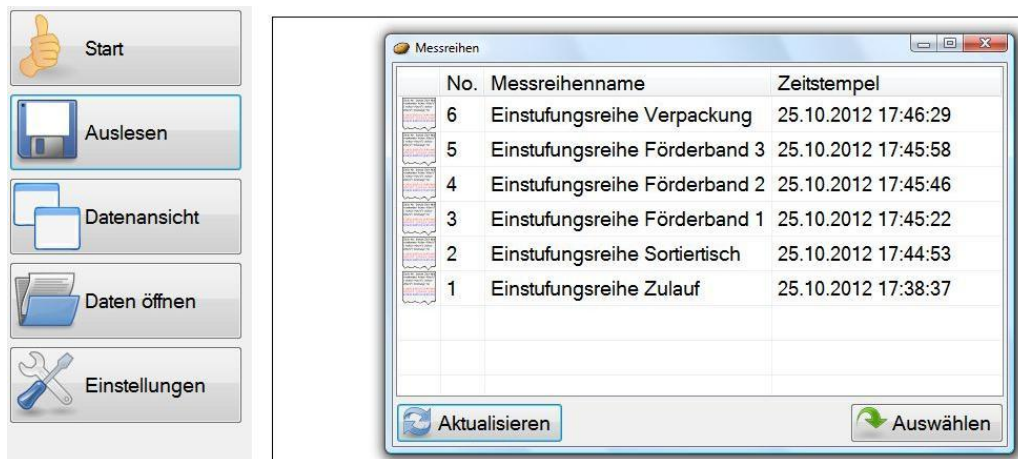 Start
Auslesen
Datenansicht
Daten öffnen
Einstellungen
Messreihen
No. Messreihenname Zeitstempel
6 Einstufungsreihe Verpackung 25.10.2012 17:46:29
5 Einstufungsreihe Förderband 3 25.10.2012 17:45:58
4 Einstufungsreihe Förderband 2 25.10.2012 17:45:46
3 Einstufungsreihe Förderband 1 25.10.2012 17:45:22
2 Einstufungsreihe Sortiertisch 25.10.2012 17:44:53
1 Einstufungsreihe Zulauf 25.10.2012 17:38:37
Aktualisieren Auswählen